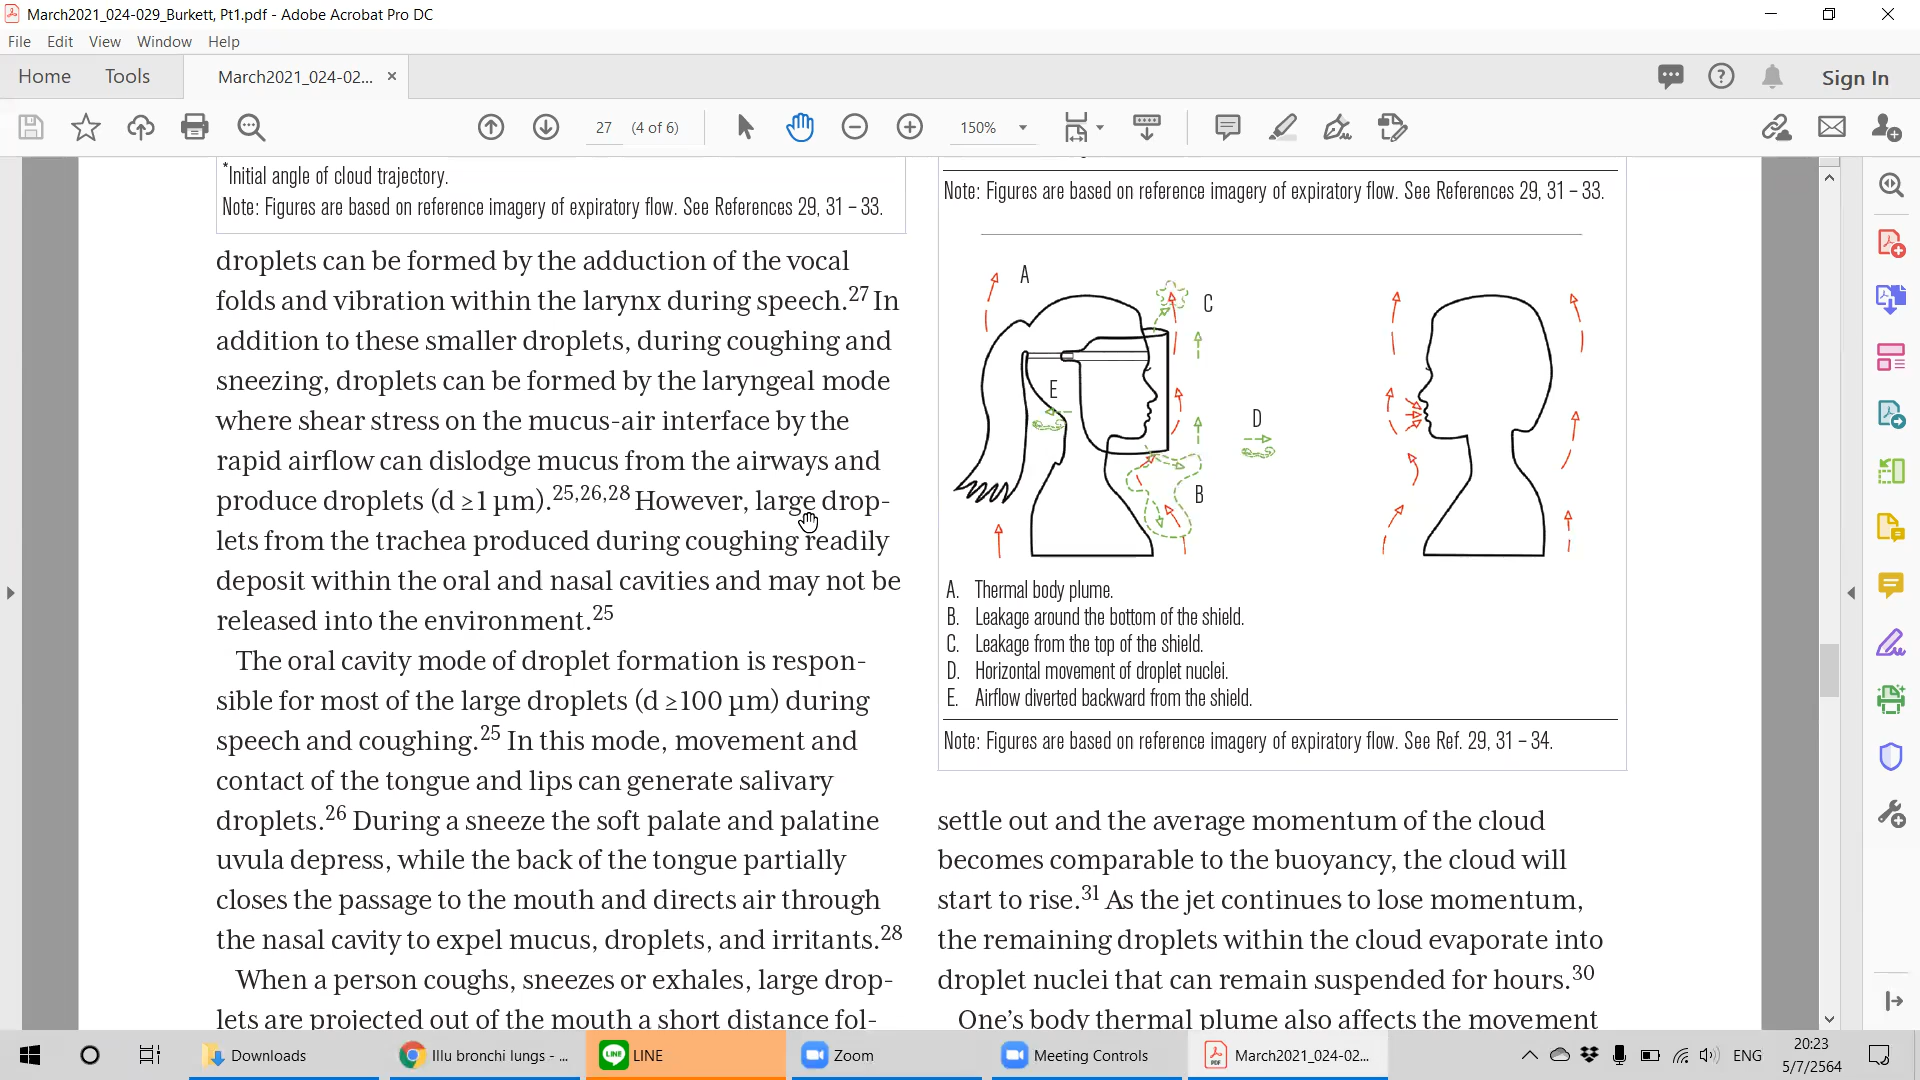 March2021_024-029_Burkett, Pt1.pdf - Adobe Acrobat Pro DC
File Edit View Window Help
Home Tools March2021_024-02... × Sign In
27 (4 of 6) 150%
*Initial angle of cloud trajectory.
Note: Figures are based on reference imagery of expiratory flow. See References 29, 31 – 33.
droplets can be formed by the adduction of the vocal
folds and vibration within the larynx during speech.27 In
addition to these smaller droplets, during coughing and
sneezing, droplets can be formed by the laryngeal mode
where shear stress on the mucus-air interface by the
rapid airflow can dislodge mucus from the airways and
produce droplets (d ≥1 µm).25,26,28 However, large drop-
lets from the trachea produced during coughing readily
deposit within the oral and nasal cavities and may not be
released into the environment.25
The oral cavity mode of droplet formation is respon-
sible for most of the large droplets (d ≥100 µm) during
speech and coughing.25 In this mode, movement and
contact of the tongue and lips can generate salivary
droplets.26 During a sneeze the soft palate and palatine
uvula depress, while the back of the tongue partially
closes the passage to the mouth and directs air through
the nasal cavity to expel mucus, droplets, and irritants.28
When a person coughs, sneezes or exhales, large drop-
lets are projected out of the mouth a short distance fol-
Note: Figures are based on reference imagery of expiratory flow. See References 29, 31 – 33.
A
C
E
D
B
A. Thermal body plume.
B. Leakage around the bottom of the shield.
C. Leakage from the top of the shield.
D. Horizontal movement of droplet nuclei.
E. Airflow diverted backward from the shield.
Note: Figures are based on reference imagery of expiratory flow. See Ref. 29, 31 – 34.
settle out and the average momentum of the cloud
becomes comparable to the buoyancy, the cloud will
start to rise.31 As the jet continues to lose momentum,
the remaining droplets within the cloud evaporate into
droplet nuclei that can remain suspended for hours.30
One's body thermal plume also affects the movement
Downloads Illu bronchi lungs - ... LINE LINE Zoom Meeting Controls March2021_024-02... ENG 20:23
5/7/2564